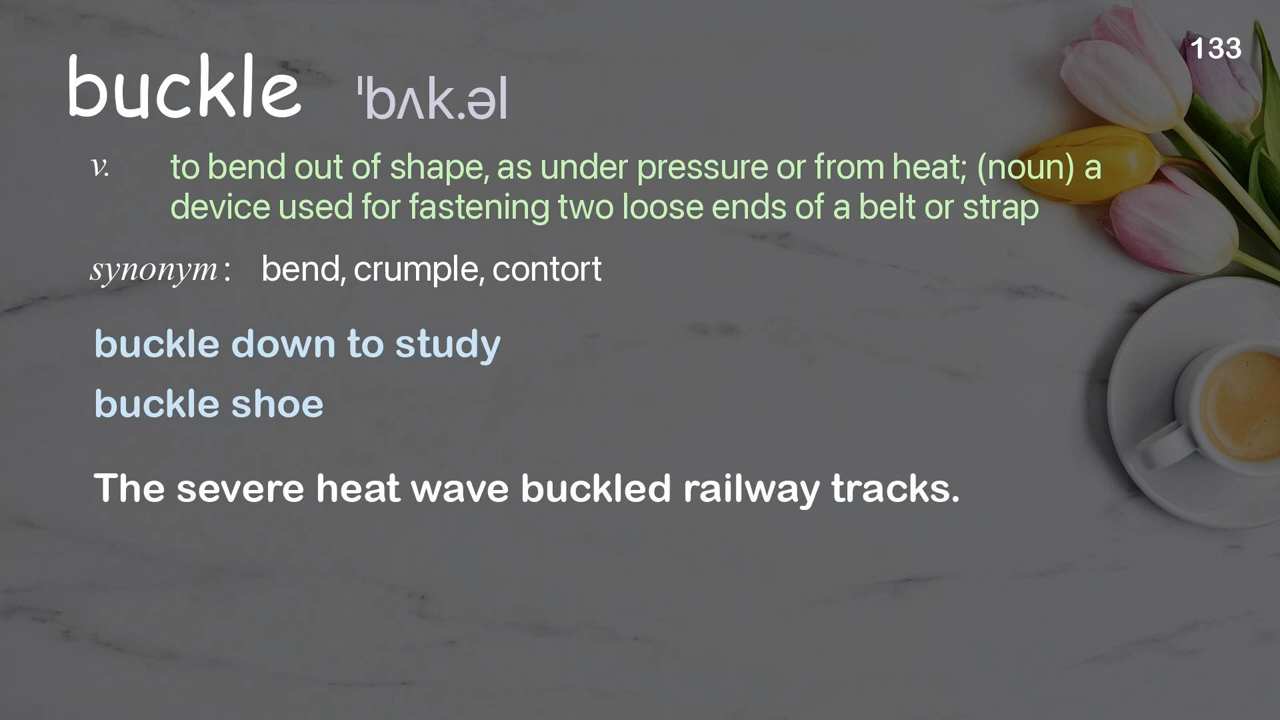 133
buckle ˈbʌk.əl
v. to bend out of shape, as under pressure or from heat; (noun) a
device used for fastening two loose ends of a belt or strap
synonym : bend, crumple, contort
buckle down to study
buckle shoe
The severe heat wave buckled railway tracks.